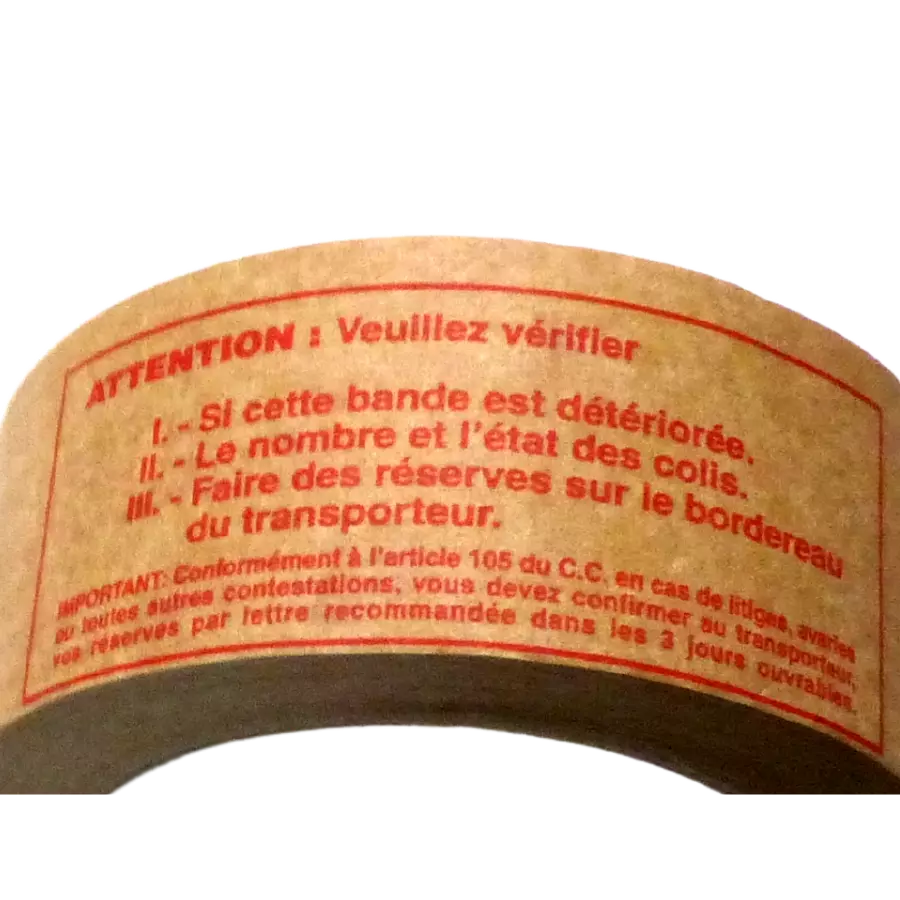 ATTENTION : Veuillez vérifier
I. - Si cette bande est détériorée.
II. - Le nombre et l'état des colis.
III. - Faire des réserves sur le bordereau
du transporteur.
IMPORTANT: Conformément à l'article 105 du C.C. en cas de litiges, avaries
ou toutes autres contestations, vous devez confirmer au transporteur,
vos réserves par lettre recommandée dans les 3 jours ouvrables.